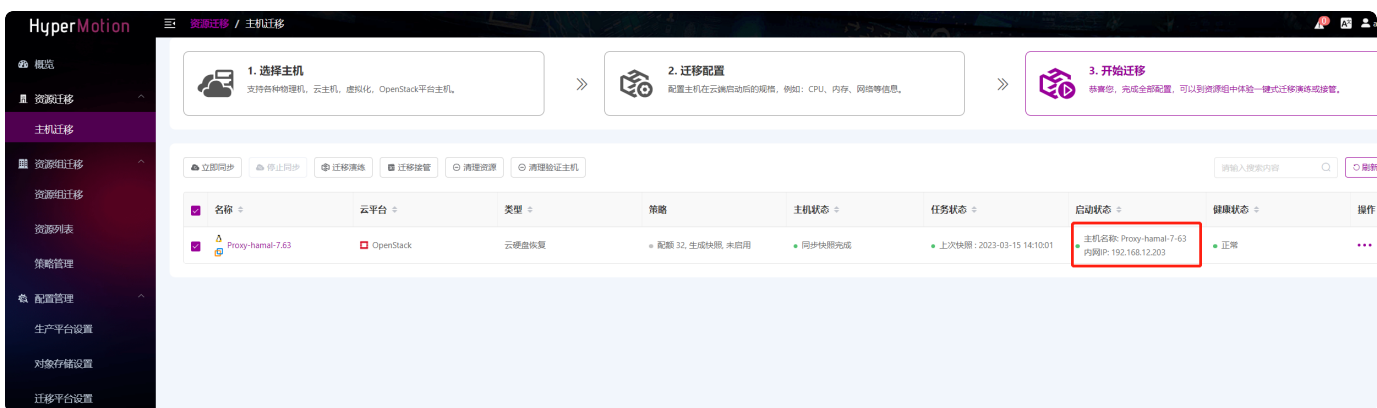 HyperMotion
资源迁移 / 主机迁移
概览
资源迁移
主机迁移
资源组迁移
资源组迁移
资源列表
策略管理
配置管理
生产平台设置
对象存储设置
迁移平台设置
1. 选择主机
支持各种物理机，云主机，虚拟化，OpenStack平台主机。
2. 迁移配置
配置主机在云端启动后的规格，例如：CPU、内存、网络等信息。
3. 开始迁移
恭喜您，完成全部配置，可以到资源组中体验一键式迁移演练或接管。
立即同步 停止同步 迁移演练 迁移接管 清理资源 清理验证主机 请输入搜索内容 刷新
名称 云平台 类型 策略 主机状态 任务状态 启动状态 健康状态 操作
Proxy-hamal-7.63 OpenStack 云硬盘恢复 配额 32, 生成快照, 未启用 同步快照完成 上次快照 : 2023-03-15 14:10:01
主机名称: Proxy-hamal-7-63
内网IP: 192.168.12.203
正常